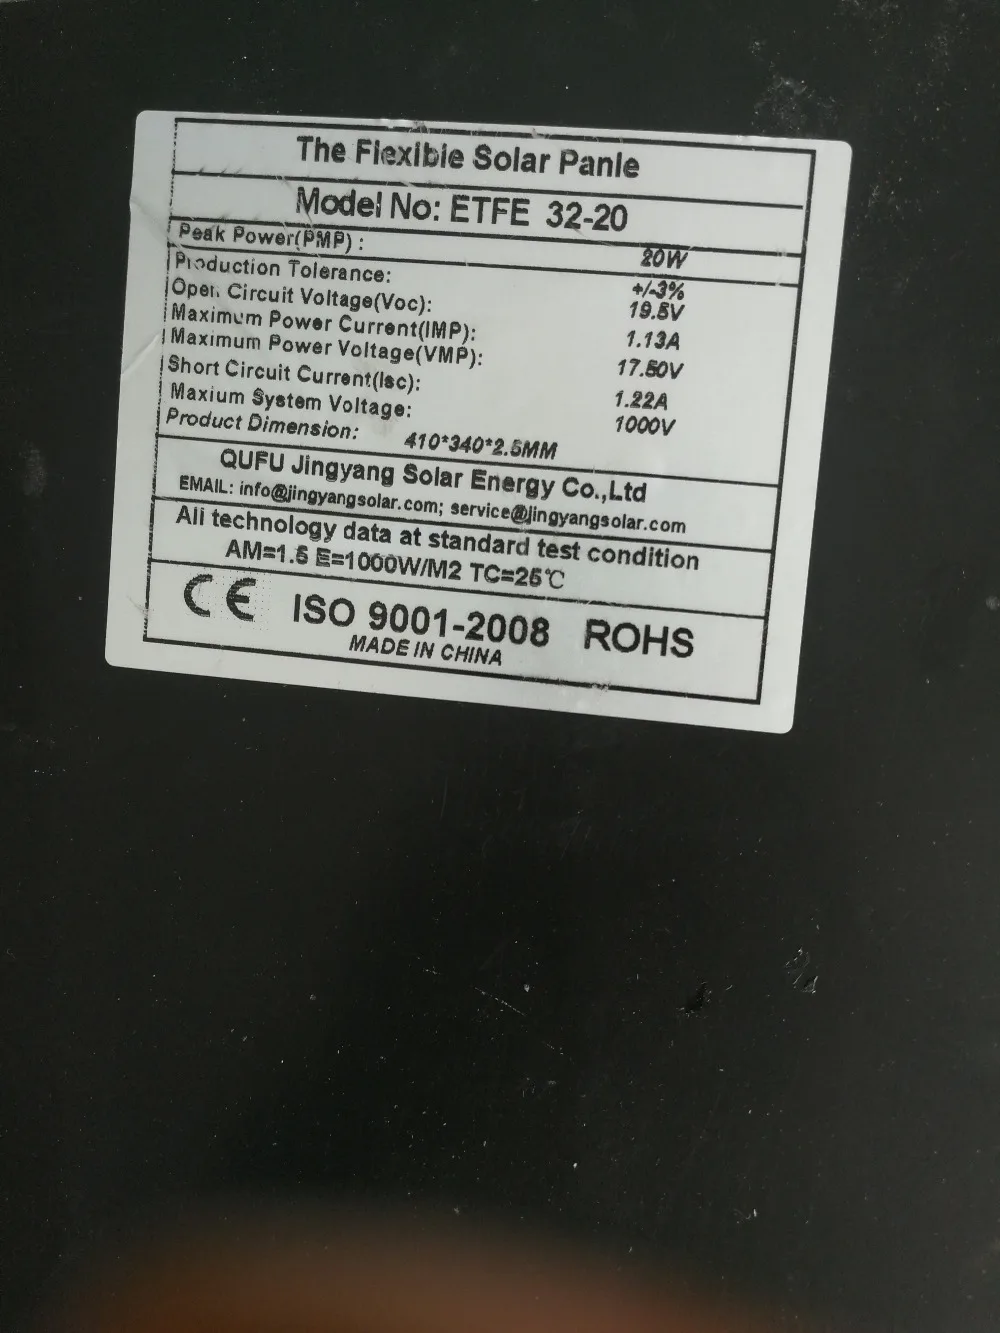 The Flexible Solar Panle
Model No: ETFE 32-20
Peak Power(PMP) : 20W
Production Tolerance: +/-3%
Open Circuit Voltage(Voc): 19.5V
Maximum Power Current(IMP): 1.13A
Maximum Power Voltage(VMP): 17.50V
Short Circuit Current(Isc): 1.22A
Maxium System Voltage: 1000V
Product Dimension: 410*340*2.5MM
QUFU Jingyang Solar Energy Co.,Ltd
EMAIL: info@jingyangsolar.com; service@jingyangsolar.com
All technology data at standard test condition
AM=1.5 E=1000W/M2 TC=25℃
CE ISO 9001-2008 ROHS
MADE IN CHINA